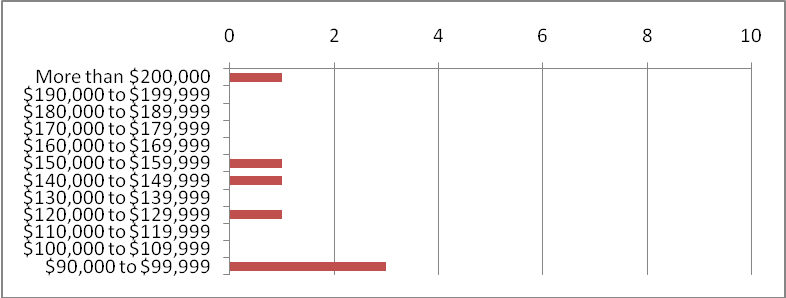 0 2 4 6 8 10
More than $200,000
$190,000 to $199,999
$180,000 to $189,999
$170,000 to $179,999
$160,000 to $169,999
$150,000 to $159,999
$140,000 to $149,999
$130,000 to $139,999
$120,000 to $129,999
$110,000 to $119,999
$100,000 to $109,999
$90,000 to $99,999